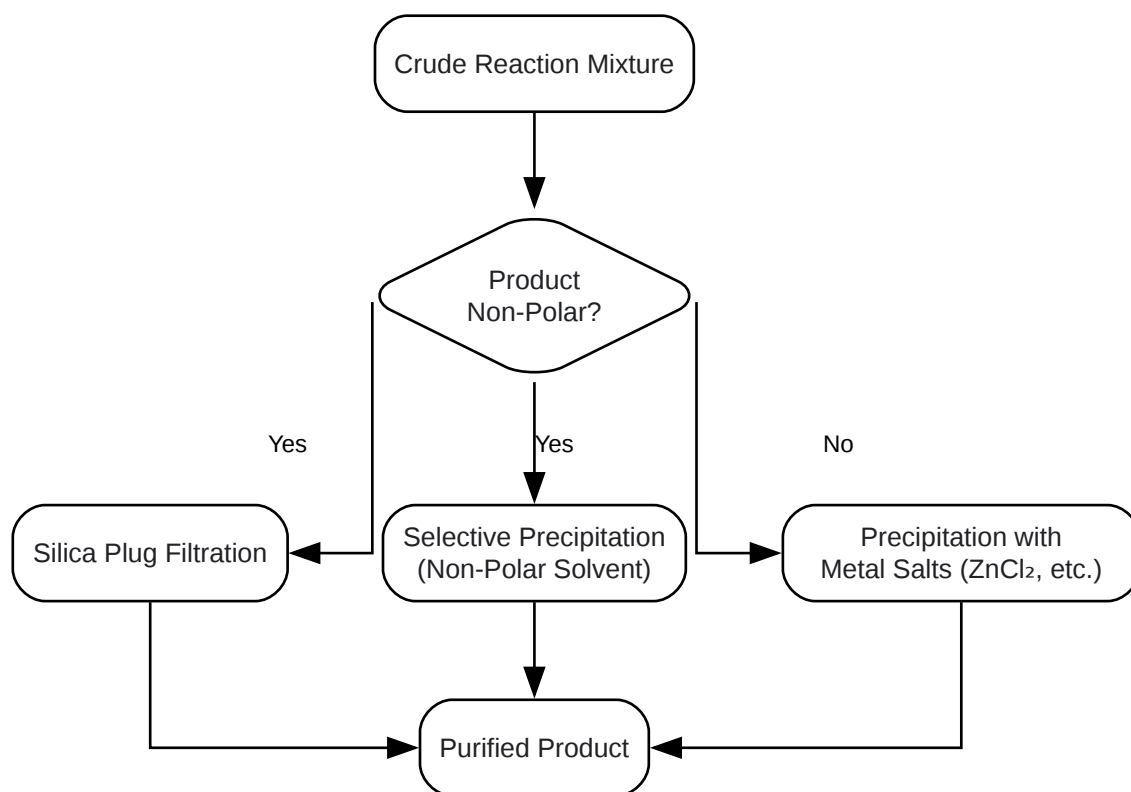 Crude Reaction Mixture
Product
Non-Polar?
Yes
Yes
No
Silica Plug Filtration
Selective Precipitation
(Non-Polar Solvent)
Precipitation with
Metal Salts (ZnCl₂, etc.)
Purified Product